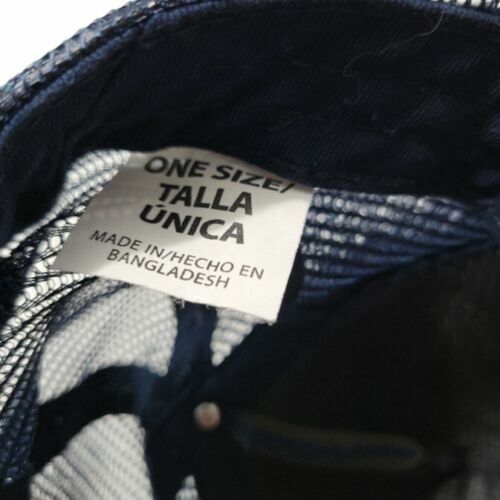 ONE SIZE/
TALLA
ÚNICA
MADE IN/HECHO EN
BANGLADESH